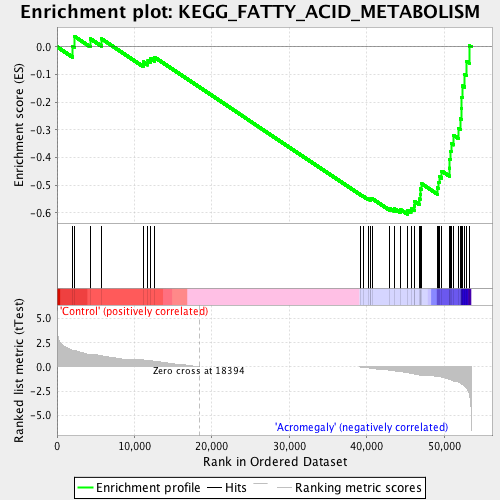 Enrichment plot: KEGG_FATTY_ACID_METABOLISM
Enrichment score (ES)
0.0
-0.1
-0.2
-0.3
-0.4
-0.5
-0.6
'Control' (positively correlated)
Ranked list metric (tTest)
5.0
2.5
0.0
-2.5
-5.0
Zero cross at 18394
'Acromegaly' (negatively correlated)
0
10,000
20,000
30,000
40,000
50,000
Rank in Ordered Dataset
Enrichment profile
Hits
Ranking metric scores